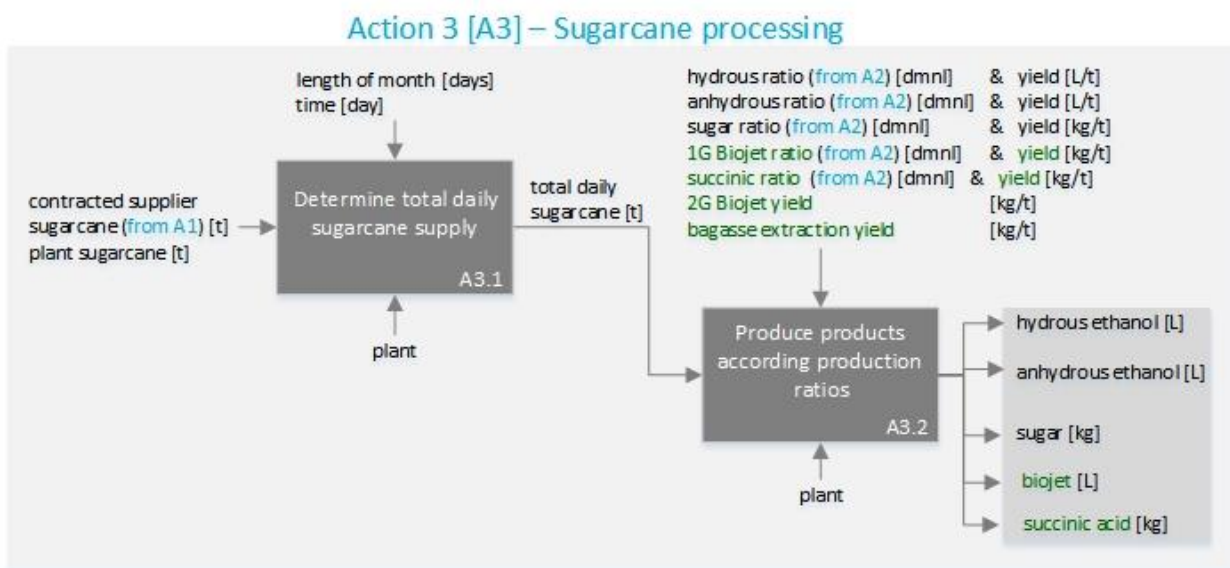 Action 3 [A3] – Sugarcane processing
length of month [days]
time [day]
hydrous ratio (from A2) [dmnl] & yield [L/t]
anhydrous ratio (from A2) [dmnl] & yield [L/t]
sugar ratio (from A2) [dmnl] & yield [kg/t]
1G Biojet ratio (from A2) [dmnl] & yield [kg/t]
succinic ratio (from A2) [dmnl] & yield [kg/t]
2G Biojet yield [kg/t]
bagasse extraction yield [kg/t]
contracted supplier
sugarcane (from A1) [t]
plant sugarcane [t]
Determine total daily
sugarcane supply
A3.1
total daily
sugarcane [t]
plant
Produce products
according production
ratios
A3.2
plant
hydrous ethanol [L]
anhydrous ethanol [L]
sugar [kg]
biojet [L]
succinic acid [kg]